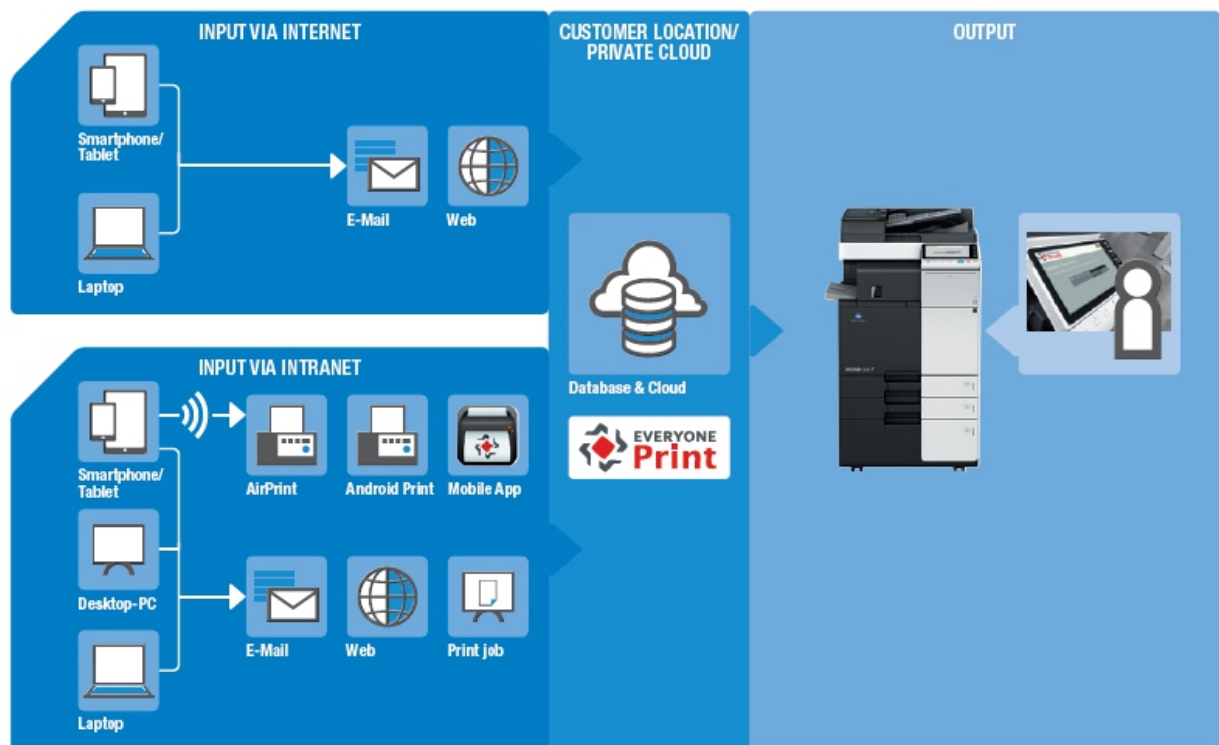 INPUT VIA INTERNET
CUSTOMER LOCATION/
PRIVATE CLOUD
OUTPUT
Smartphone/
Tablet
E-Mail
Web
Laptop
Database & Cloud
EVERYONE
Print
INPUT VIA INTRANET
Smartphone/
Tablet
AirPrint
Android Print
Mobile App
Desktop-PC
E-Mail
Web
Print job
Laptop